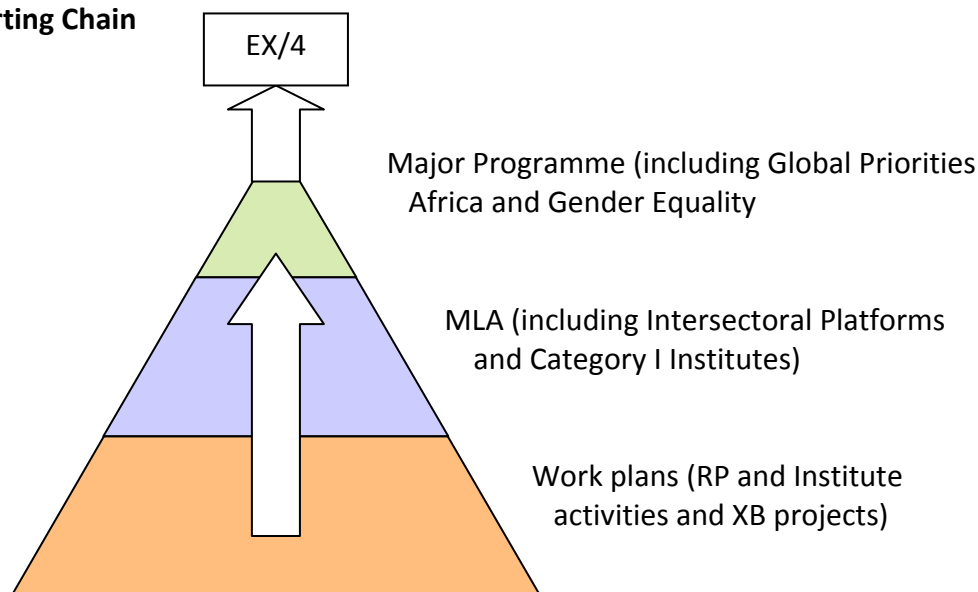 rting Chain
EX/4
Major Programme (including Global Priorities
Africa and Gender Equality
MLA (including Intersectoral Platforms
and Category I Institutes)
Work plans (RP and Institute
activities and XB projects)